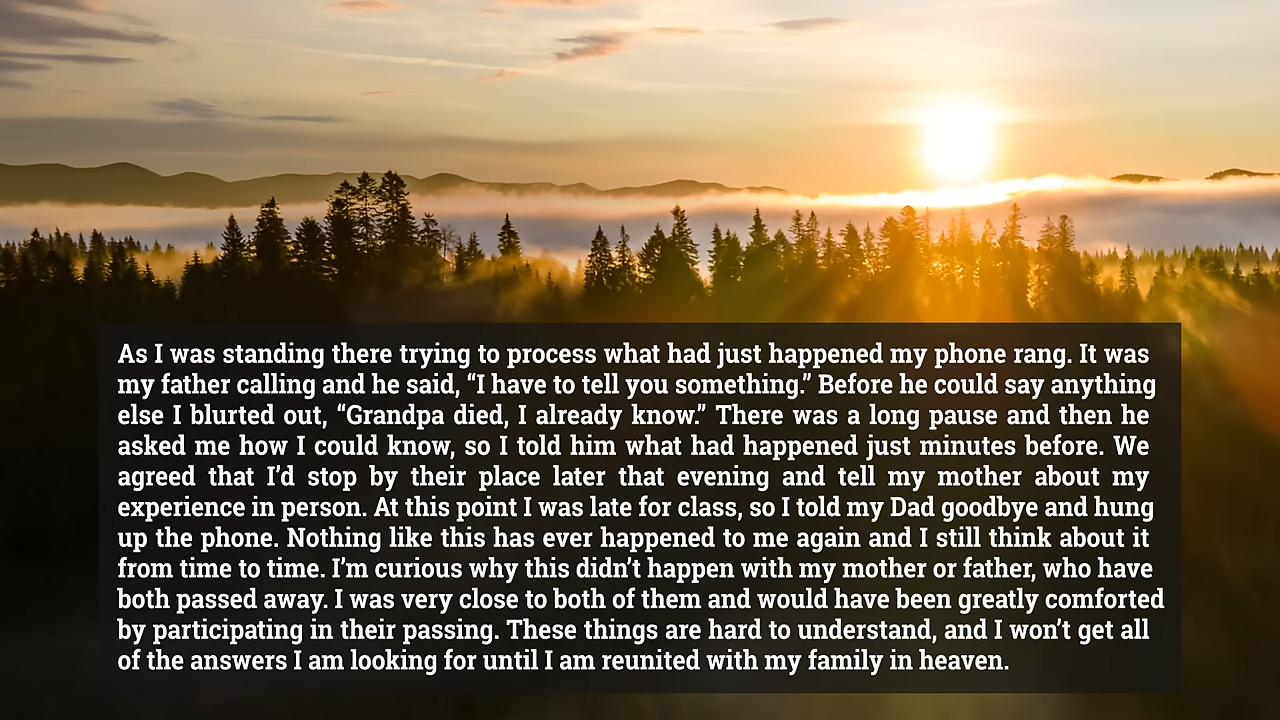 As I was standing there trying to process what had just happened my phone rang. It was
my father calling and he said, “I have to tell you something.” Before he could say anything
else I blurted out, “Grandpa died, I already know.” There was a long pause and then he
asked me how I could know, so I told him what had happened just minutes before. We
agreed that I’d stop by their place later that evening and tell my mother about my
experience in person. At this point I was late for class, so I told my Dad goodbye and hung
up the phone. Nothing like this has ever happened to me again and I still think about it
from time to time. I’m curious why this didn’t happen with my mother or father, who have
both passed away. I was very close to both of them and would have been greatly comforted
by participating in their passing. These things are hard to understand, and I won’t get all
of the answers I am looking for until I am reunited with my family in heaven.